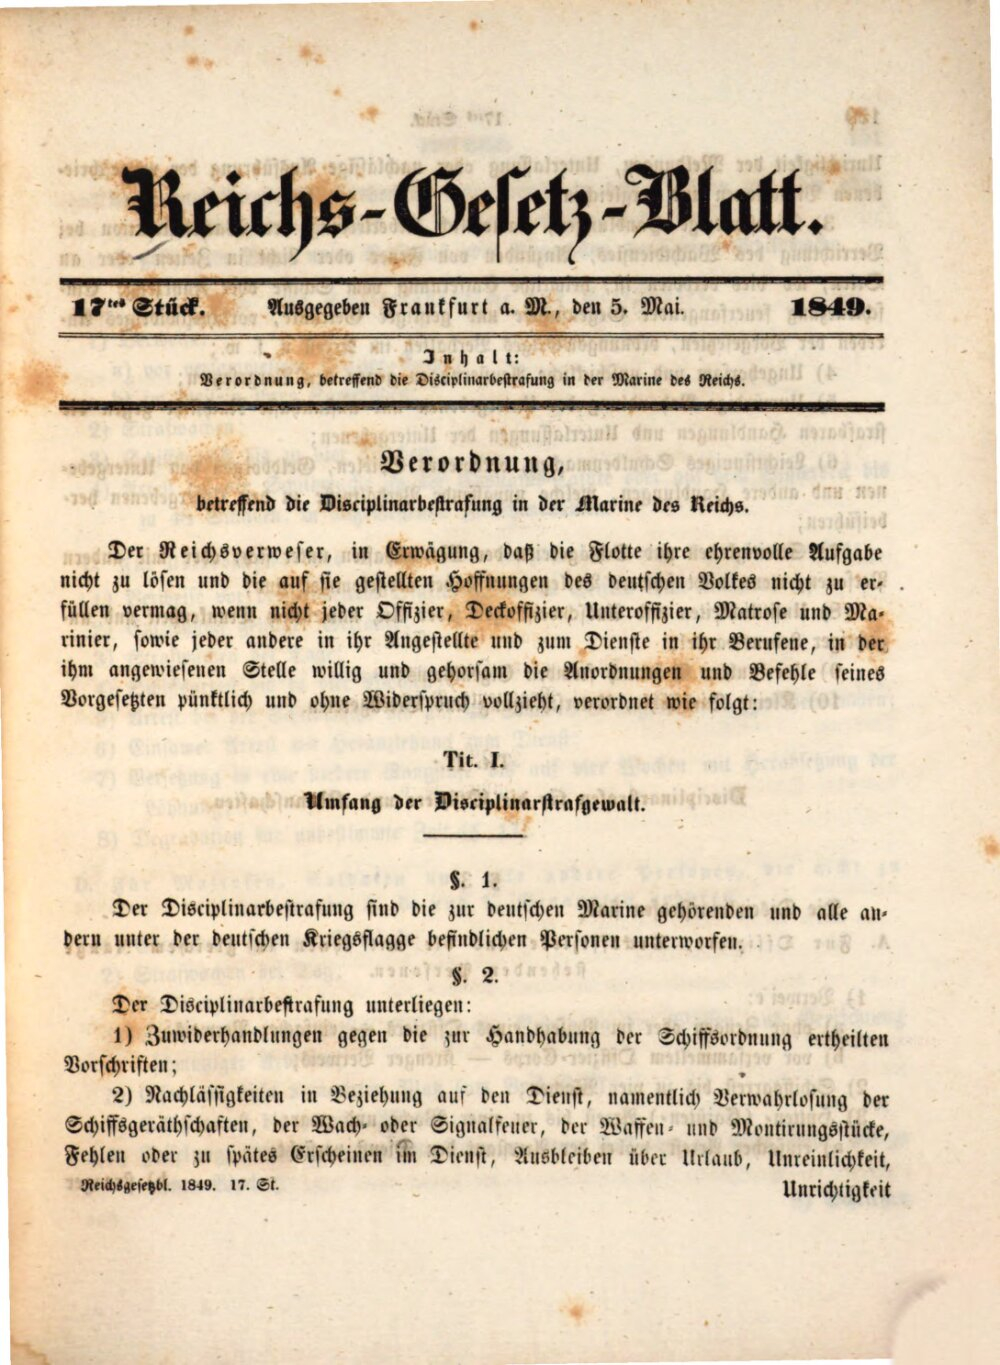 Reichs-Gesetz-Blatt.
17tes Stück. Ausgegeben Frankfurt a. M., den 5. Mai. 1849.
Inhalt:
Verordnung, betreffend die Disciplinarbestrafung in der Marine des Reichs.
Verordnung,
betreffend die Disciplinarbestrafung in der Marine des Reichs.
Der Reichsverweser, in Erwägung, daß die Flotte ihre ehrenvolle Aufgabe
nicht zu lösen und die auf sie gestellten Hoffnungen des deutschen Volkes nicht zu er-
füllen vermag, wenn nicht jeder Offizier, Deckoffizier, Unteroffizier, Matrose und Ma-
rinier, sowie jeder andere in ihr Angestellte und zum Dienste in ihr Berufene, in der
ihm angewiesenen Stelle willig und gehorsam die Anordnungen und Befehle seines
Vorgesetzten pünktlich und ohne Widerspruch vollzieht, verordnet wie folgt:
Tit. I.
Umfang der Disciplinarstrafgewalt.
§. 1.
Der Disciplinarbestrafung sind die zur deutschen Marine gehörenden und alle an-
dern unter der deutschen Kriegsflagge befindlichen Personen unterworfen.
§. 2.
Der Disciplinarbestrafung unterliegen:
1) Zuwiderhandlungen gegen die zur Handhabung der Schiffsordnung ertheilten
Vorschriften;
2) Nachlässigkeiten in Beziehung auf den Dienst, namentlich Verwahrlosung der
Schiffsgeräthschaften, der Wach- oder Signalfeuer, der Waffen- und Montirungsstücke,
Fehlen oder zu spätes Erscheinen im Dienst, Ausbleiben über Urlaub, Unreinlichkeit,
Reichsgesetzbl. 1849. 17. St.
Unrichtigkeit